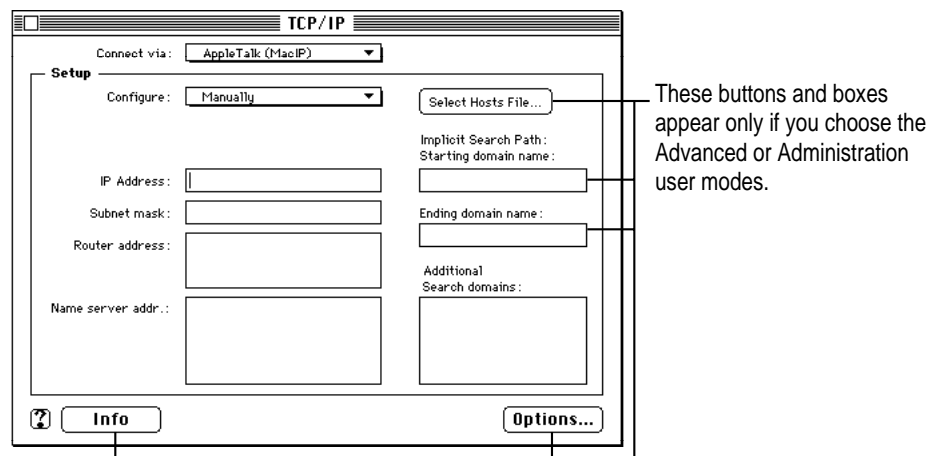 TCP/IP
Connect via: AppleTalk (MacIP)
Setup
Configure: Manually
Select Hosts File...
Implicit Search Path:
Starting domain name:
IP Address:
Subnet mask:
Ending domain name:
Router address:
Additional
Search domains:
Name server addr.:
? Info
Options...
These buttons and boxes
appear only if you choose the
Advanced or Administration
user modes.